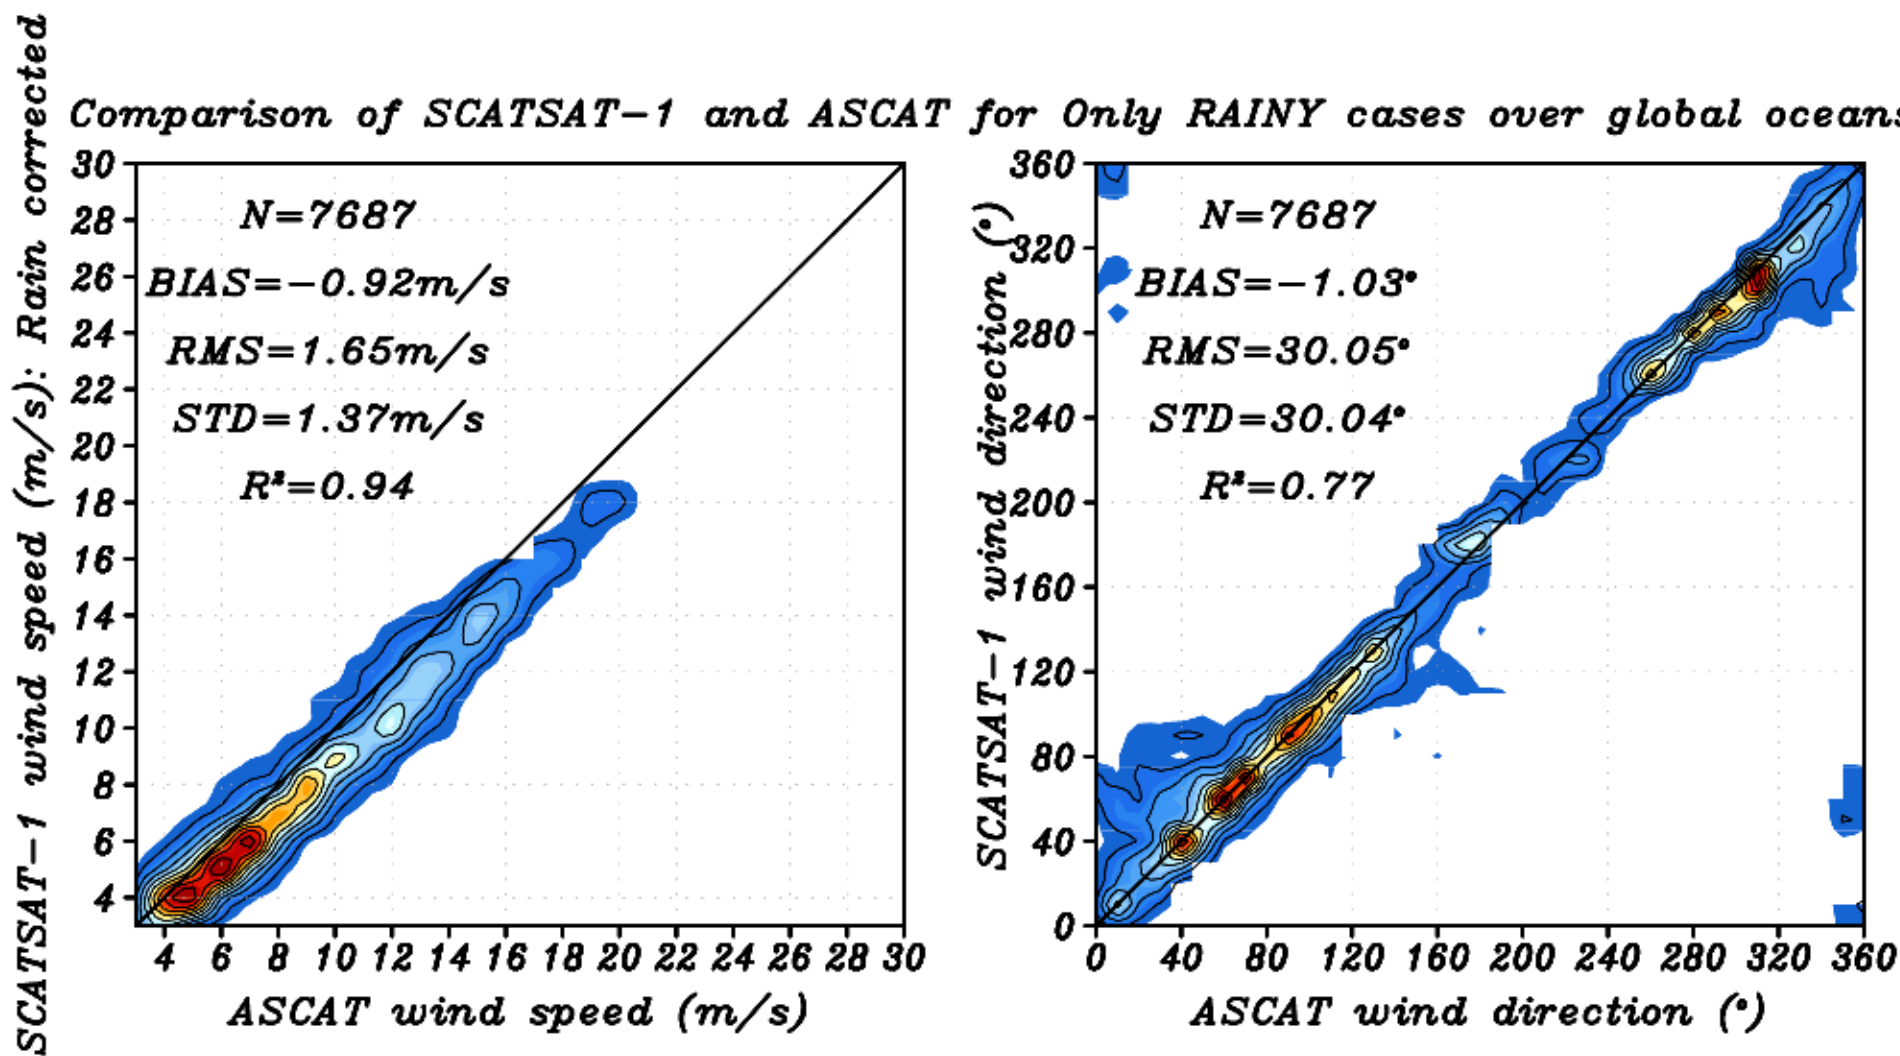 Comparison of SCATSAT-1 and ASCAT for Only RAINY cases over global oceans
SCATSAT-1 wind speed (m/s): Rain corrected
30
28
26
24
22
20
18
16
14
12
10
8
6
4
N=7687
BIAS=-0.92m/s
RMS=1.65m/s
STD=1.37m/s
R²=0.94
4 6 8 10 12 14 16 18 20 22 24 26 28 30
ASCAT wind speed (m/s)
SCATSAT-1 wind direction (°)
360
320
280
240
200
160
120
80
40
0
N=7687
BIAS=-1.03°
RMS=30.05°
STD=30.04°
R²=0.77
0 40 80 120 160 200 240 280 320 360
ASCAT wind direction (°)